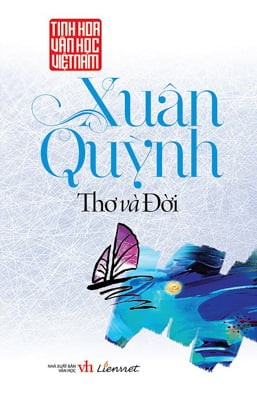 TINH HOA
VĂN HỌC
VIỆT NAM
Xuân
Quỳnh
Thơ và Đời
NHÀ XUẤT BẢN
VĂN HỌC
vh
Lienviet